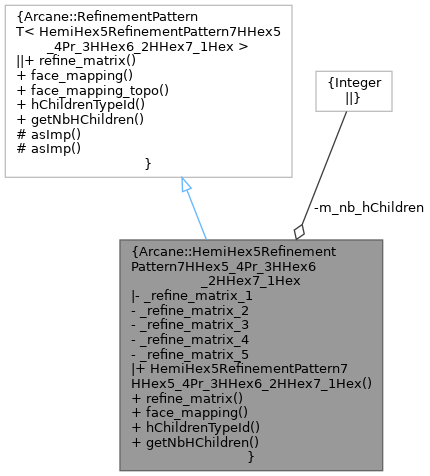 {Arcane::RefinementPattern
T< HemiHex5RefinementPattern7HHex5
_4Pr_3HHex6_2HHex7_1Hex >
||+ refine_matrix()
+ face_mapping()
+ face_mapping_topo()
+ hChildrenTypeId()
+ getNbHChildren()
# asImp()
# asImp()
}
{Integer
||}
-m_nb_hChildren
{Arcane::HemiHex5Refinement
Pattern7HHex5_4Pr_3HHex6
_2HHex7_1Hex
|- _refine_matrix_1
- _refine_matrix_2
- _refine_matrix_3
- _refine_matrix_4
- _refine_matrix_5
|+ HemiHex5RefinementPattern7
HHex5_4Pr_3HHex6_2HHex7_1Hex()
+ refine_matrix()
+ face_mapping()
+ hChildrenTypeId()
+ getNbHChildren()
}